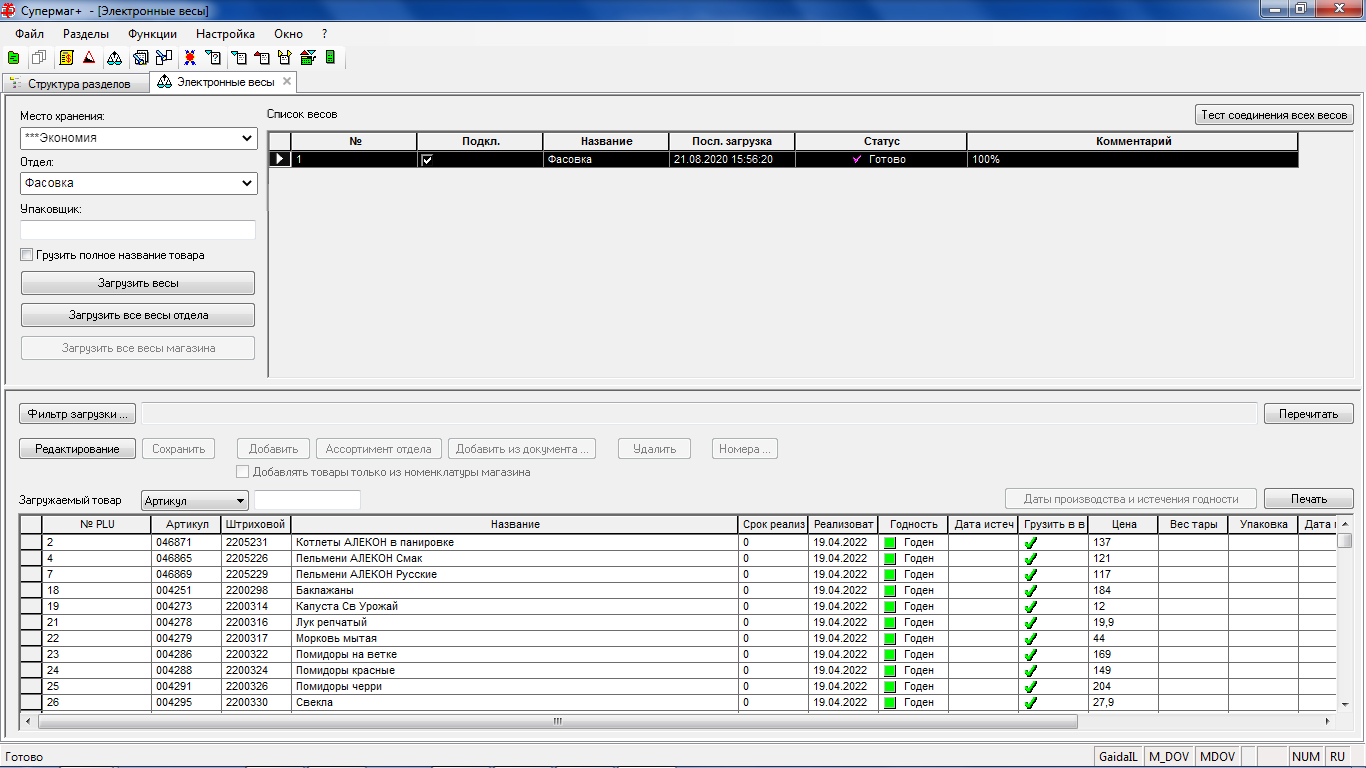 Супермаг+ - [Электронные весы]
Файл Разделы Функции Настройка Окно ?
Структура разделов Электронные весы
Место хранения: Список весов Тест соединения всех весов
***Экономия
Отдел:
Фасовка
Упаковщик:
Грузить полное название товара
Загрузить весы
Загрузить все весы отдела
Загрузить все весы магазина
№ Подкл. Название Посл. загрузка Статус Комментарий
1 Фасовка 21.08.2020 15:56:20 Готово 100%
Фильтр загрузки ... Перечитать
Редактирование Сохранить Добавить Ассортимент отдела Добавить из документа ... Удалить Номера ...
Добавлять товары только из номенклатуры магазина
Загружаемый товар Артикул Даты производства и истечения годности Печать
№ PLU Артикул Штриховой Название Срок реализ Реализоват Годность Дата истеч Грузить в в Цена Вес тары Упаковка Дата
2 046871 2205231 Котлеты АЛЕКОН в панировке 0 19.04.2022 Годен 137
4 046865 2205226 Пельмени АЛЕКОН Смак 0 19.04.2022 Годен 121
7 046869 2205229 Пельмени АЛЕКОН Русские 0 19.04.2022 Годен 117
18 004251 2200298 Баклажаны 0 19.04.2022 Годен 184
19 004273 2200314 Капуста Св Урожай 0 19.04.2022 Годен 12
21 004278 2200316 Лук репчатый 0 19.04.2022 Годен 19,9
22 004279 2200317 Морковь мытая 0 19.04.2022 Годен 44
23 004286 2200322 Помидоры на ветке 0 19.04.2022 Годен 169
24 004288 2200324 Помидоры красные 0 19.04.2022 Годен 149
25 004291 2200326 Помидоры черри 0 19.04.2022 Годен 204
26 004295 2200330 Свекла 0 19.04.2022 Годен 27,9
Готово GaidaIL M_DOV MDOV NUM RU